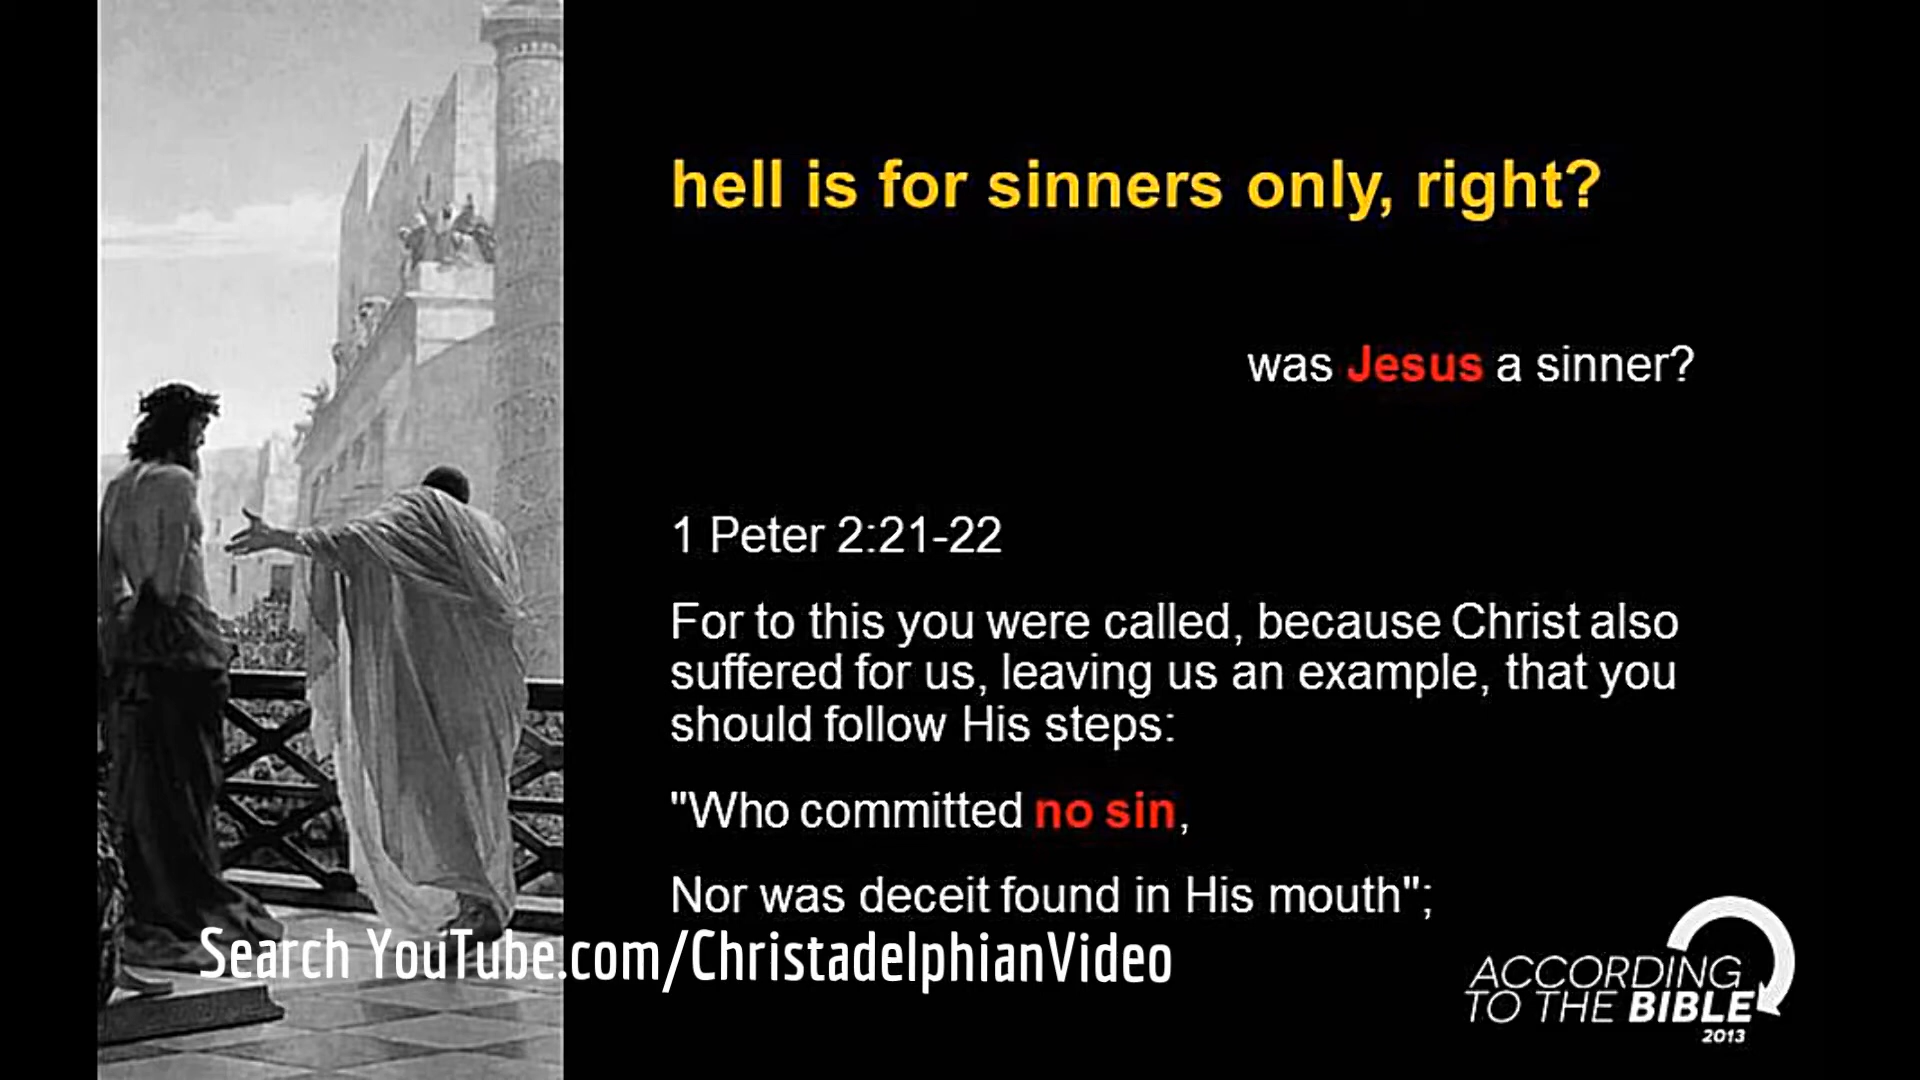 hell is for sinners only, right?
was Jesus a sinner?
1 Peter 2:21-22
For to this you were called, because Christ also
suffered for us, leaving us an example, that you
should follow His steps:
"Who committed no sin,
Nor was deceit found in His mouth";
Search YouTube.com/ChristadelphianVideo
ACCORDING
TO THE BIBLE
2013